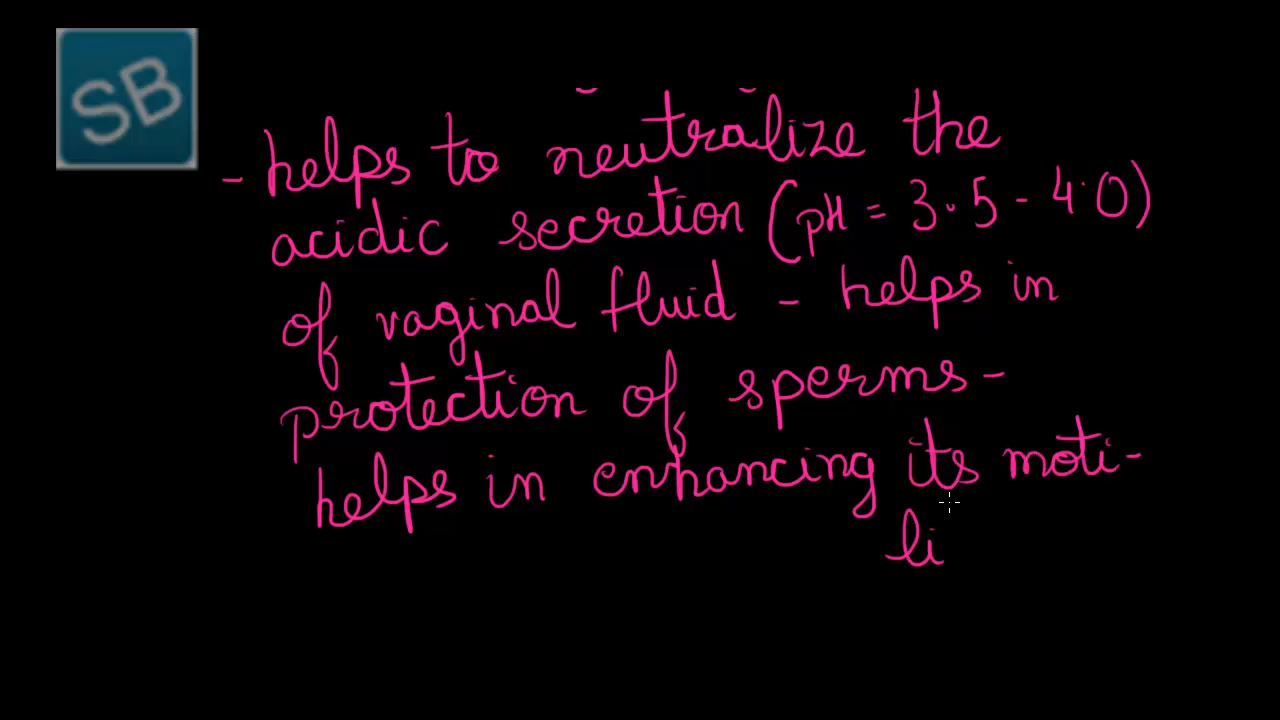 SB
- helps to neutralize the
acidic secretion (pH = 3.5 - 4.0)
of vaginal fluid - helps in
protection of sperms -
helps in enhancing its moti-
li